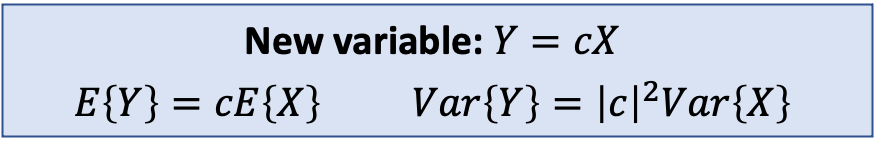 New variable: Y = cX
E{Y} = cE{X} Var{Y} = |c|²Var{X}